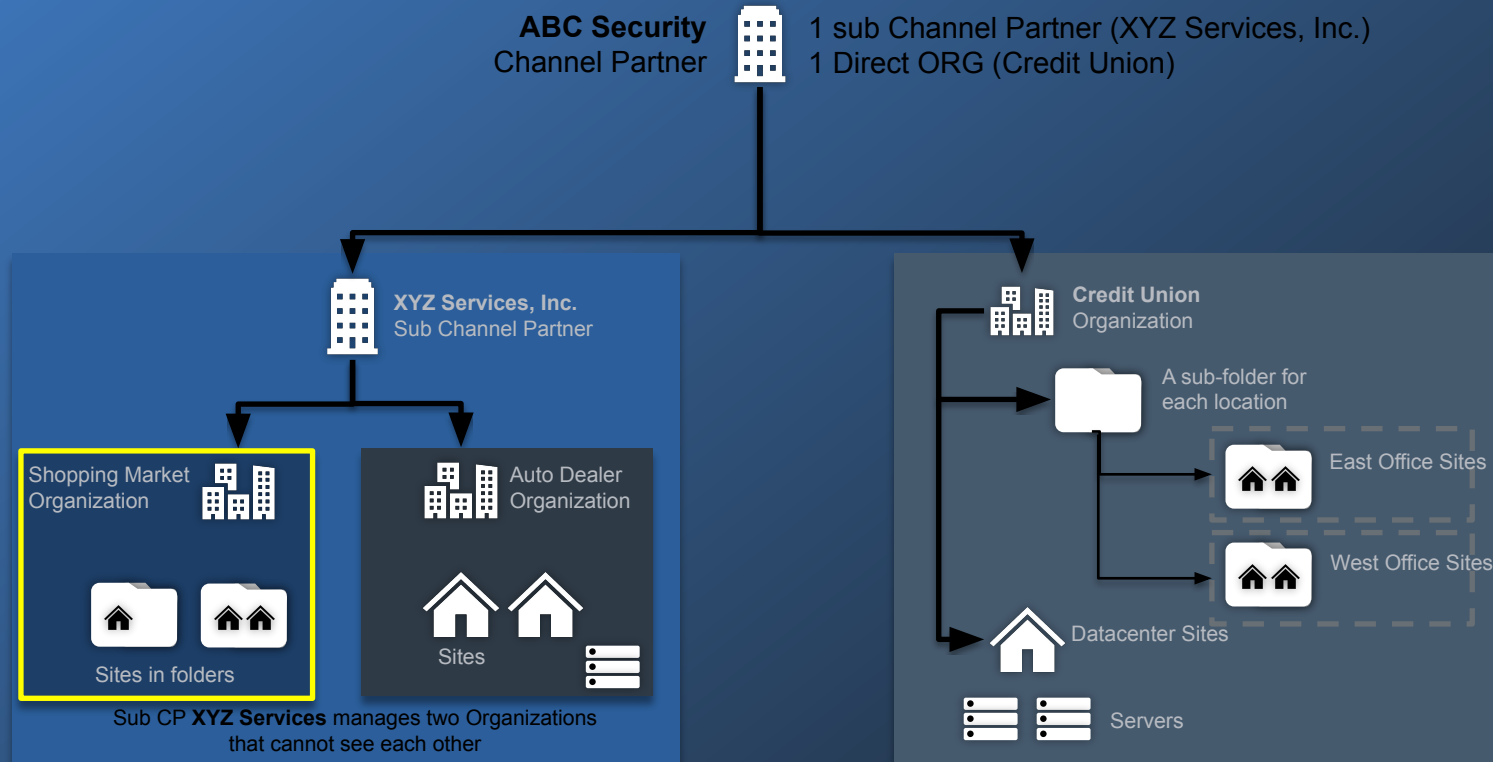 ABC Security
Channel Partner
1 sub Channel Partner (XYZ Services, Inc.)
1 Direct ORG (Credit Union)
XYZ Services, Inc.
Sub Channel Partner
Shopping Market
Organization
Sites in folders
Auto Dealer
Organization
Sites
Sub CP XYZ Services manages two Organizations
that cannot see each other
Credit Union
Organization
A sub-folder for
each location
East Office Sites
West Office Sites
Datacenter Sites
Servers